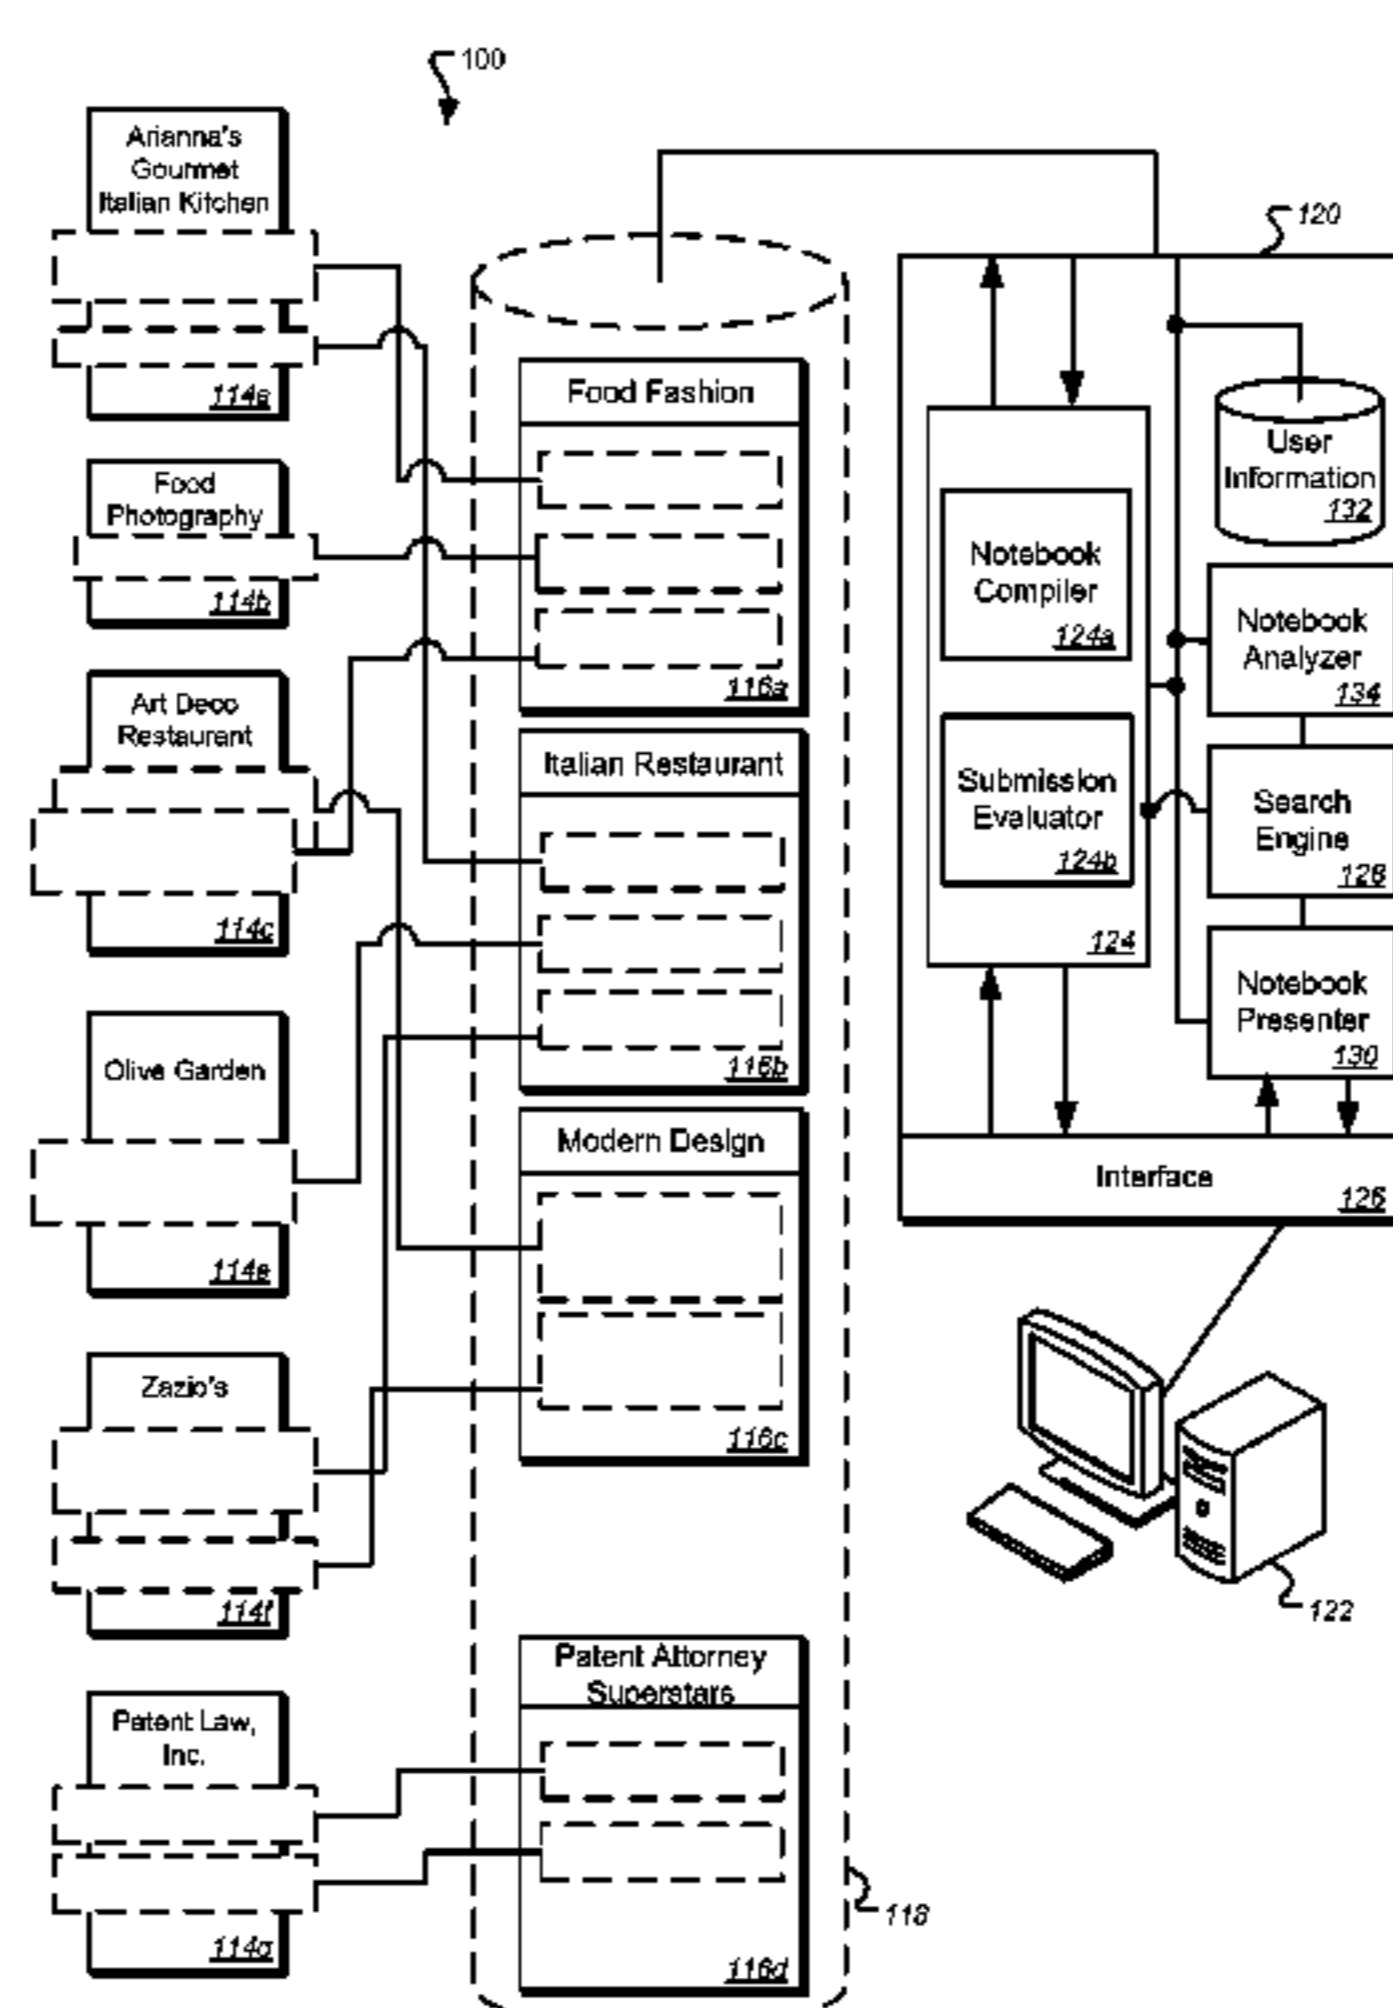 100
Arianna's
Gourmet
Italian Kitchen
114a
Food
Photography
114b
Art Deco
Restaurant
114c
Olive Garden
114e
Zazio's
114f
Patent Law,
Inc.
114g
Food Fashion
116a
Italian Restaurant
116b
Modern Design
116c
Patent Attorney
Superstars
116d
118
120
Notebook
Compiler
124a
Submission
Evaluator
124b
124
User
Information
132
Notebook
Analyzer
134
Search
Engine
128
Notebook
Presenter
130
Interface
126
122